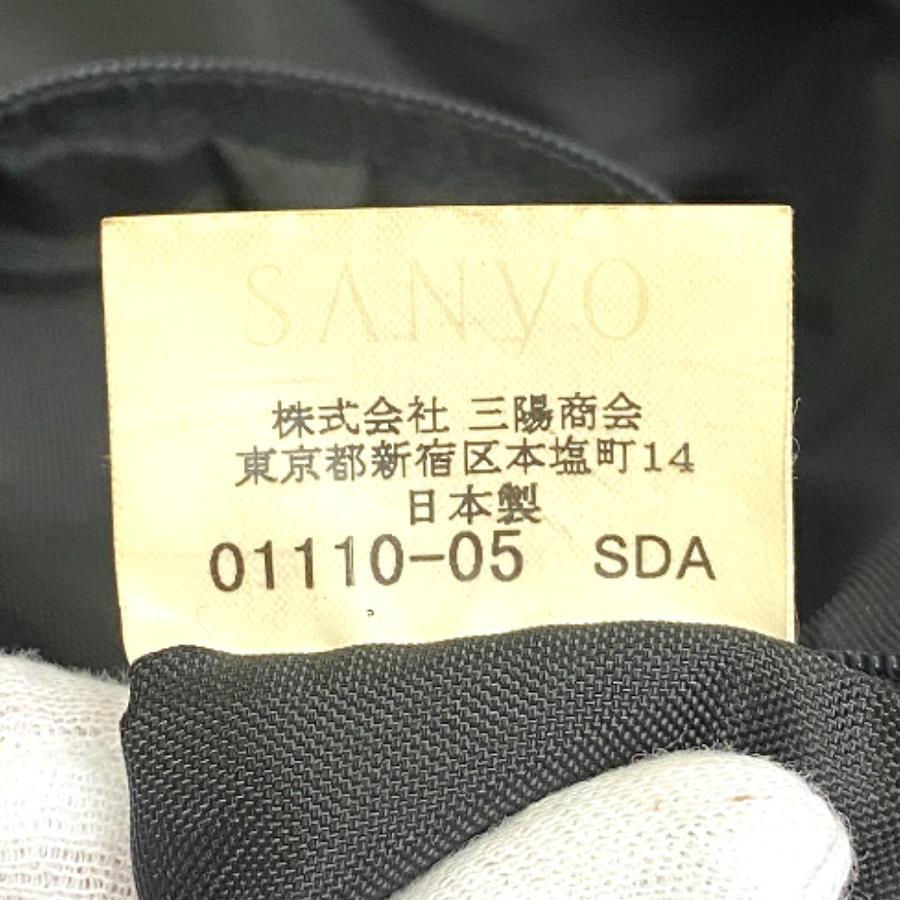 SANYO
株式会社 三陽商会
東京都新宿区本塩町14
日本製
01110-05 SDA